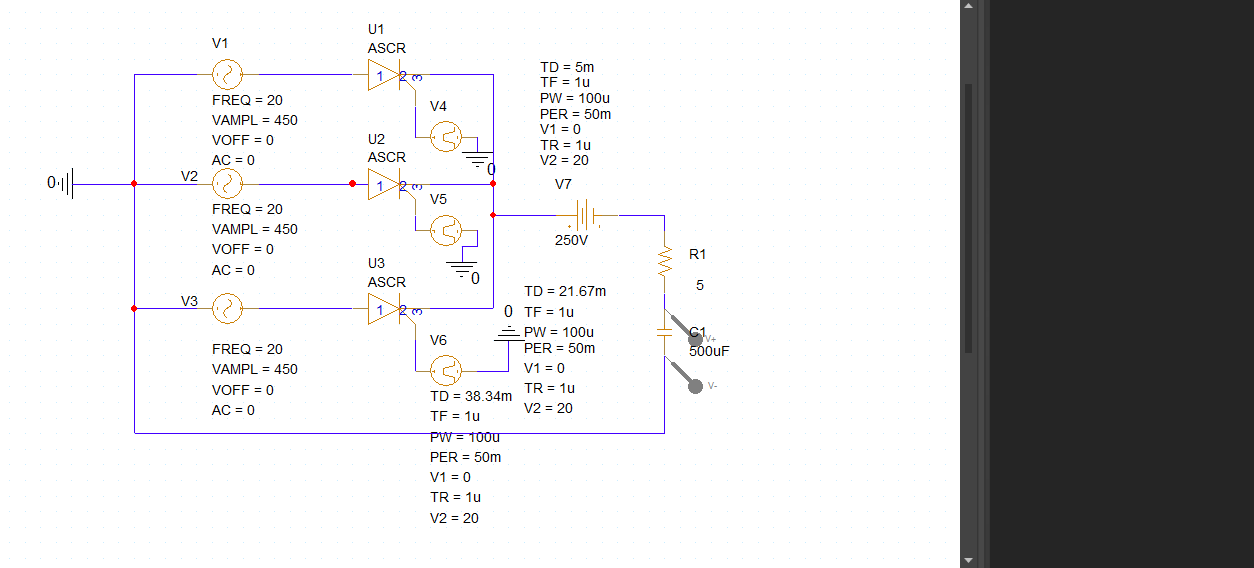 U1
ASCR
V1
1
2
3
FREQ = 20
VAMPL = 450
VOFF = 0
AC = 0
V4
0
TD = 5m
TF = 1u
PW = 100u
PER = 50m
V1 = 0
TR = 1u
V2 = 20
0
V2
FREQ = 20
VAMPL = 450
VOFF = 0
AC = 0
U2
ASCR
1
2
3
V5
0
V7
250V
R1
5
C1
500uF
V+
V-
V3
FREQ = 20
VAMPL = 450
VOFF = 0
AC = 0
U3
ASCR
1
2
3
0
V6
TD = 21.67m
TF = 1u
PW = 100u
PER = 50m
V1 = 0
TR = 1u
V2 = 20
TD = 38.34m
TF = 1u
PW = 100u
PER = 50m
V1 = 0
TR = 1u
V2 = 20